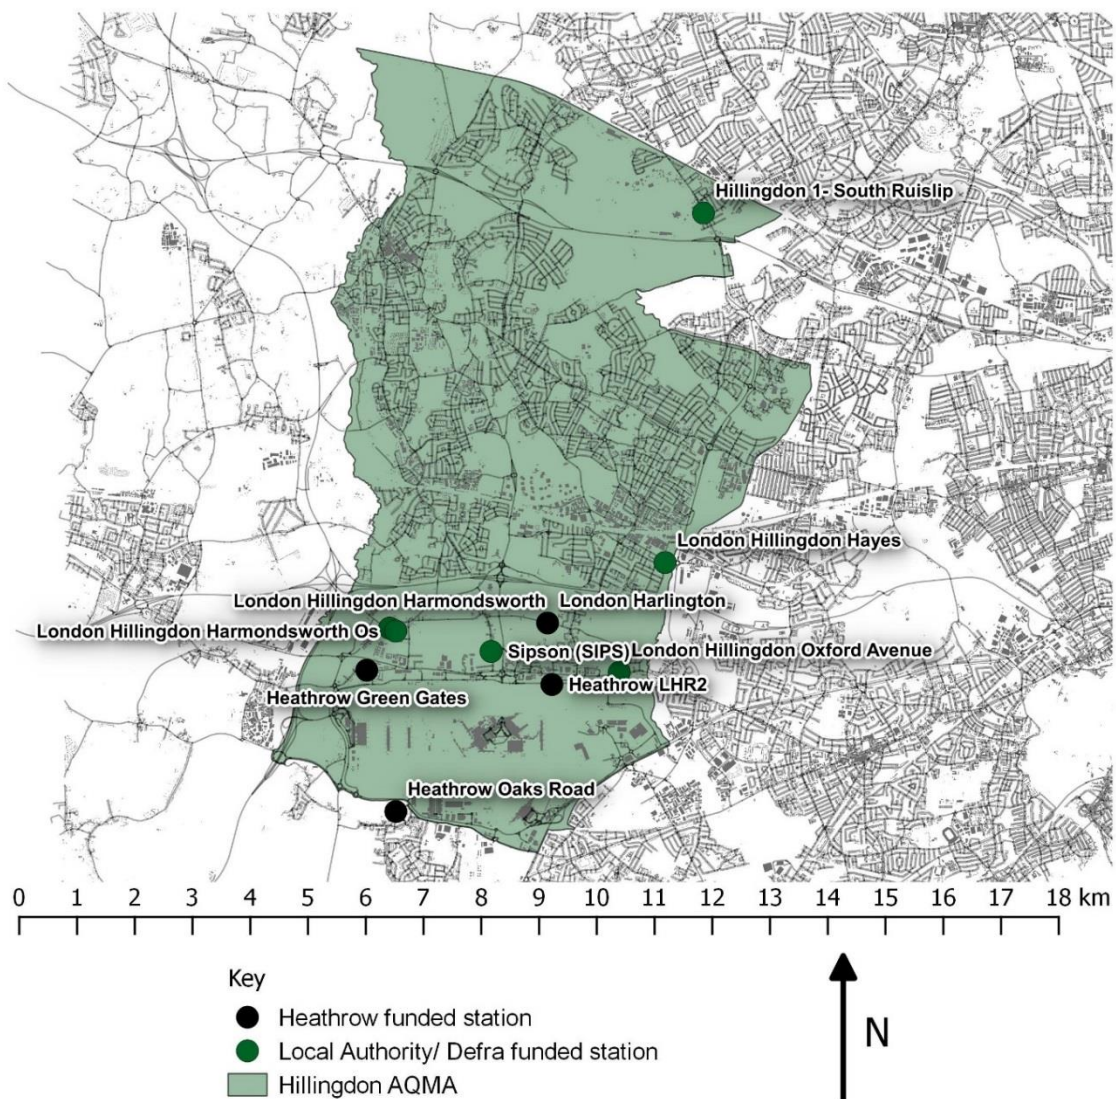 Hillingdon 1- South Ruislip
London Hillingdon Hayes
London Hillingdon Harmondsworth
London Harlington
London Hillingdon Harmondsworth Os
Sipson (SIPS)
London Hillingdon Oxford Avenue
Heathrow Green Gates
Heathrow LHR2
Heathrow Oaks Road
0 1 2 3 4 5 6 7 8 9 10 11 12 13 14 15 16 17 18 km
Key
Heathrow funded station
Local Authority/ Defra funded station
Hillingdon AQMA
N